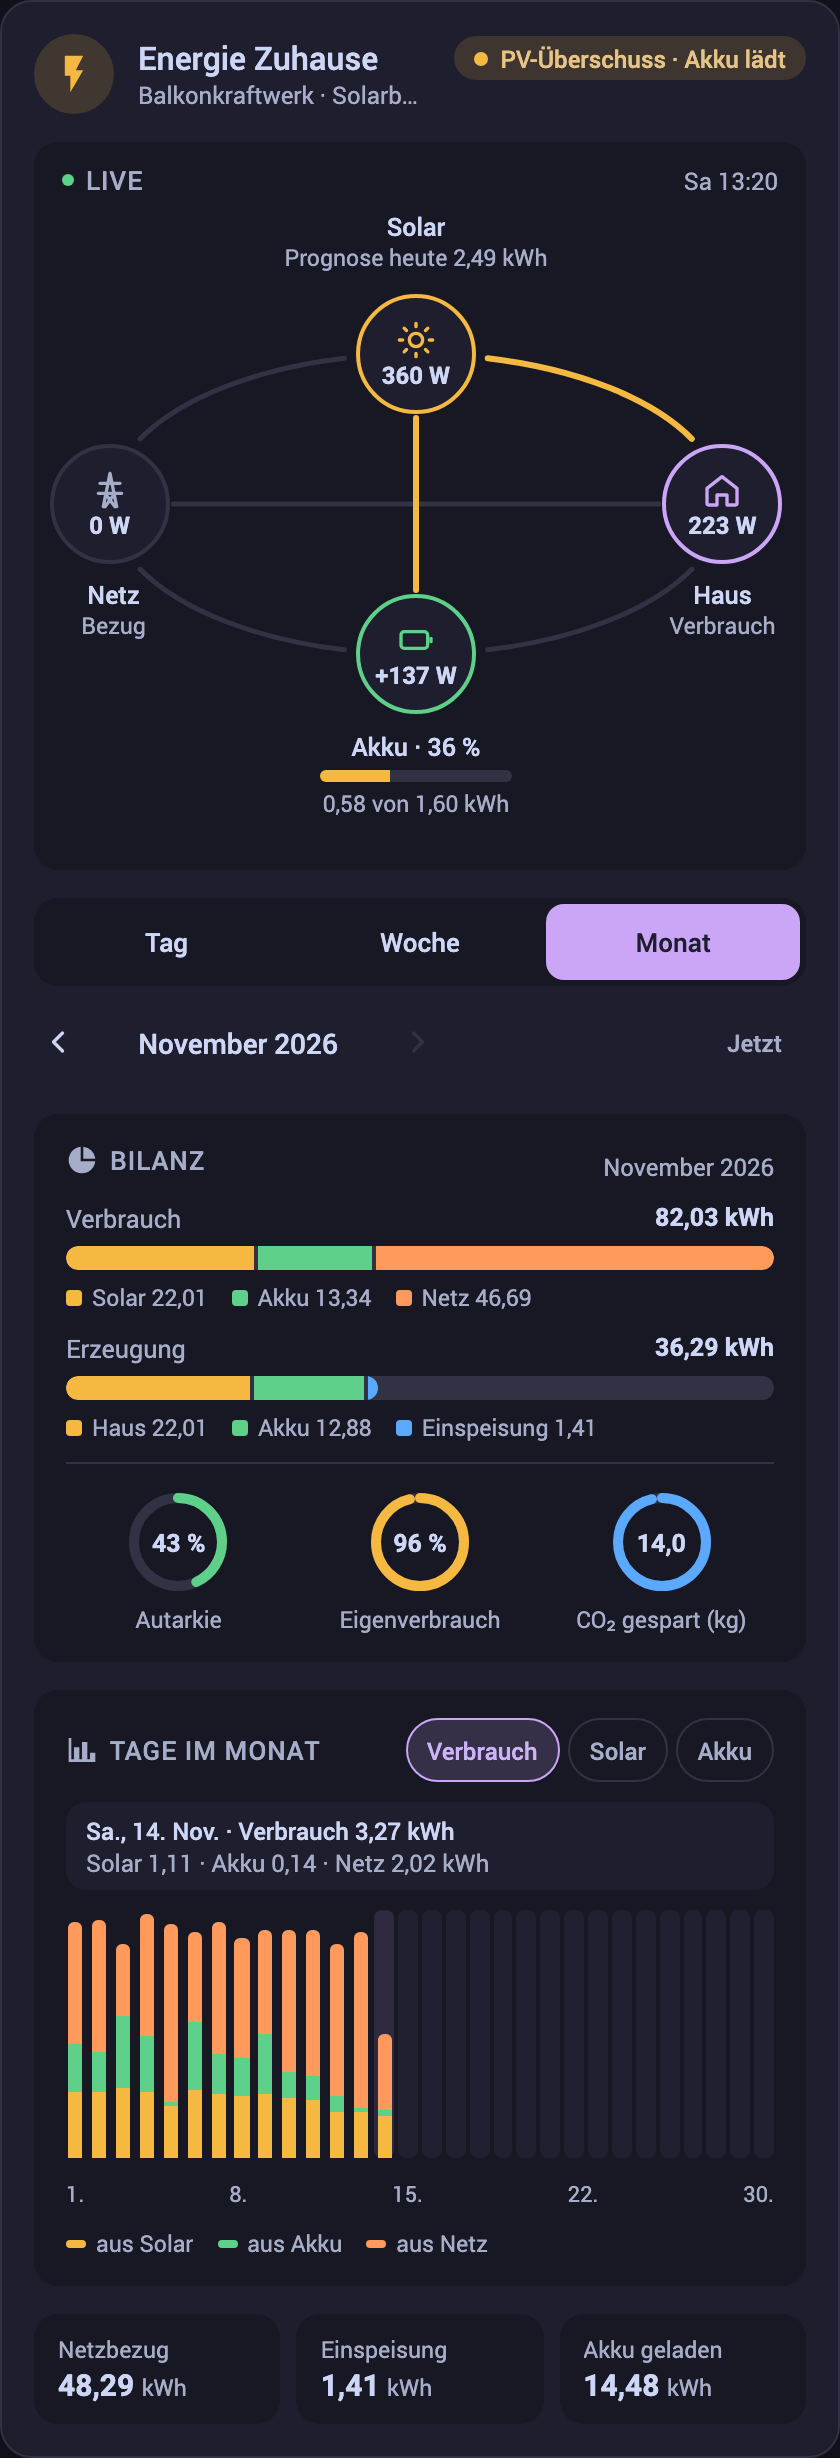 Energie Zuhause
Balkonkraftwerk · Solarb...
PV-Überschuss · Akku lädt
LIVE
Sa 13:20
Solar
Prognose heute 2,49 kWh
360 W
0 W
223 W
Netz
Bezug
Haus
Verbrauch
+137 W
Akku · 36 %
0,58 von 1,60 kWh
Tag
Woche
Monat
November 2026
Jetzt
BILANZ
November 2026
Verbrauch
82,03 kWh
Solar 22,01
Akku 13,34
Netz 46,69
Erzeugung
36,29 kWh
Haus 22,01
Akku 12,88
Einspeisung 1,41
43 %
96 %
14,0
Autarkie
Eigenverbrauch
CO₂ gespart (kg)
TAGE IM MONAT
Verbrauch
Solar
Akku
Sa., 14. Nov. · Verbrauch 3,27 kWh
Solar 1,11 · Akku 0,14 · Netz 2,02 kWh
1.
8.
15.
22.
30.
aus Solar
aus Akku
aus Netz
Netzbezug
48,29 kWh
Einspeisung
1,41 kWh
Akku geladen
14,48 kWh